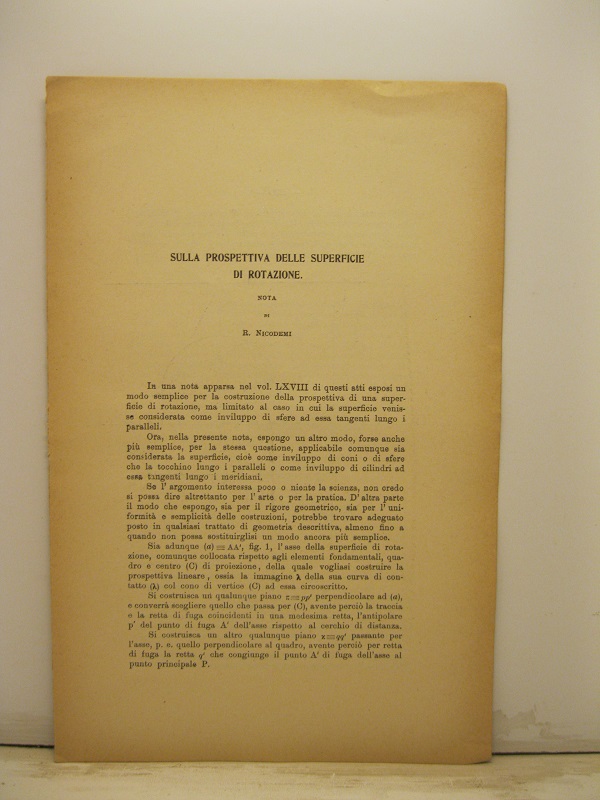 SULLA PROSPETTIVA DELLE SUPERFICIE
DI ROTAZIONE.
NOTA
DI
R. NICODEMI
In una nota apparsa nel vol. LXVIII di questi atti esposi un
modo semplice per la costruzione della prospettiva di una super-
ficie di rotazione, ma limitato al caso in cui la superficie venis-
se considerata come inviluppo di sfere ad essa tangenti lungo i
paralleli.
Ora, nella presente nota, espongo un altro modo, forse anche
più semplice, per la stessa questione, applicabile comunque sia
considerata la superficie, cioè come inviluppo di coni o di sfere
che la tocchino lungo i paralleli o come inviluppo di cilindri ad
essa tangenti lungo i meridiani.
Se l'argomento interessa poco o niente la scienza, non credo
si possa dire altrettanto per l'arte o per la pratica. D'altra parte
il modo che espongo, sia per il rigore geometrico, sia per l'uni-
formità e semplicità delle costruzioni, potrebbe trovare adeguato
posto in qualsiasi trattato di geometria descrittiva, almeno fino a
quando non possa sostituirglisi un modo ancora più semplice.
Sia adunque (a) ≡ AA', fig. 1, l'asse della superficie di rota-
zione, comunque collocata rispetto agli elementi fondamentali, qua-
dro e centro (C) di proiezione, della quale vogliasi costruire la
prospettiva lineare, ossia la immagine λ della sua curva di con-
tatto (λ) col cono di vertice (C) ad essa circoscritto.
Si costruisca un qualunque piano π≡pp' perpendicolare ad (a),
e converrà scegliere quello che passa per (C), avente perciò la traccia
e la retta di fuga coincidenti in una medesima retta, l'antipolare
p' del punto di fuga A' dell'asse rispetto al cerchio di distanza.
Si costruisca un altro qualunque piano κ≡qq' passante per
l'asse, p. e. quello perpendicolare al quadro, avente perciò per retta
di fuga la retta q' che congiunge il punto A' di fuga dell'asse al
punto principale P.